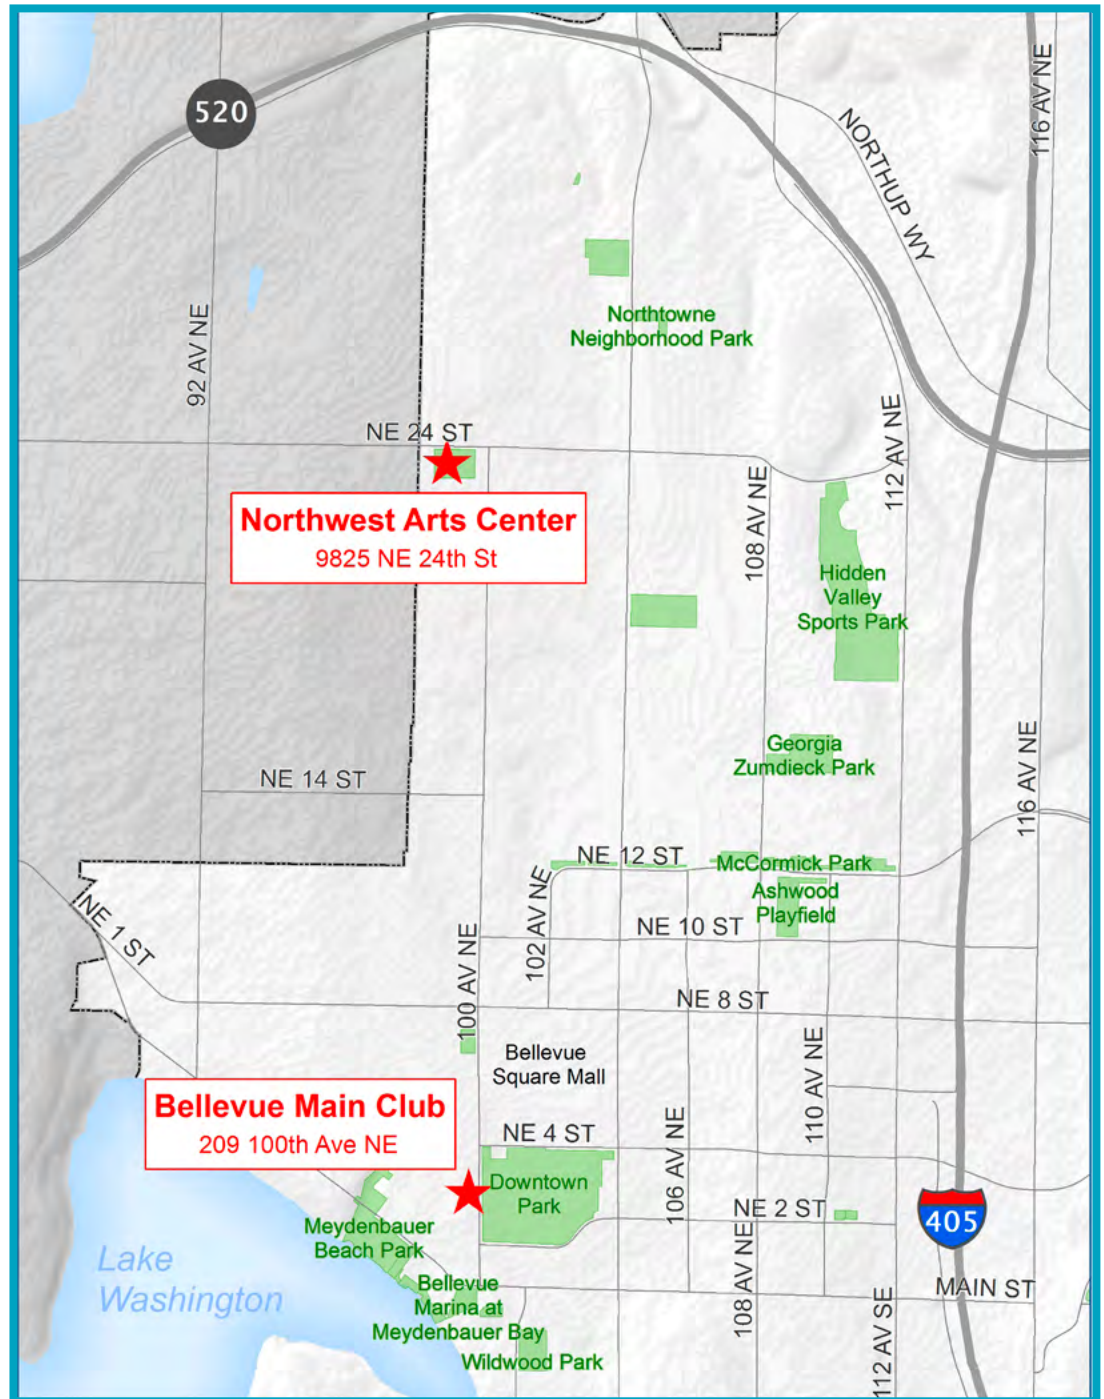 520
116 AV NE
NORTHUP WY
Northtowne
Neighborhood Park
92 AV NE
NE 24 ST
112 AV NE
108 AV NE
Northwest Arts Center
9825 NE 24th St
Hidden
Valley
Sports Park
Georgia
Zumdieck Park
116 AV NE
NE 14 ST
NE 12 ST
McCormick Park
Ashwood
Playfield
102 AV NE
NE 10 ST
NE 1 ST
100 AV NE
NE 8 ST
Bellevue
Square Mall
110 AV NE
Bellevue Main Club
209 100th Ave NE
NE 4 ST
106 AV NE
Downtown
Park
NE 2 ST
405
Meydenbauer
Beach Park
108 AV NE
Lake
Washington
Bellevue
Marina at
Meydenbauer Bay
MAIN ST
112 AV SE
Wildwood Park